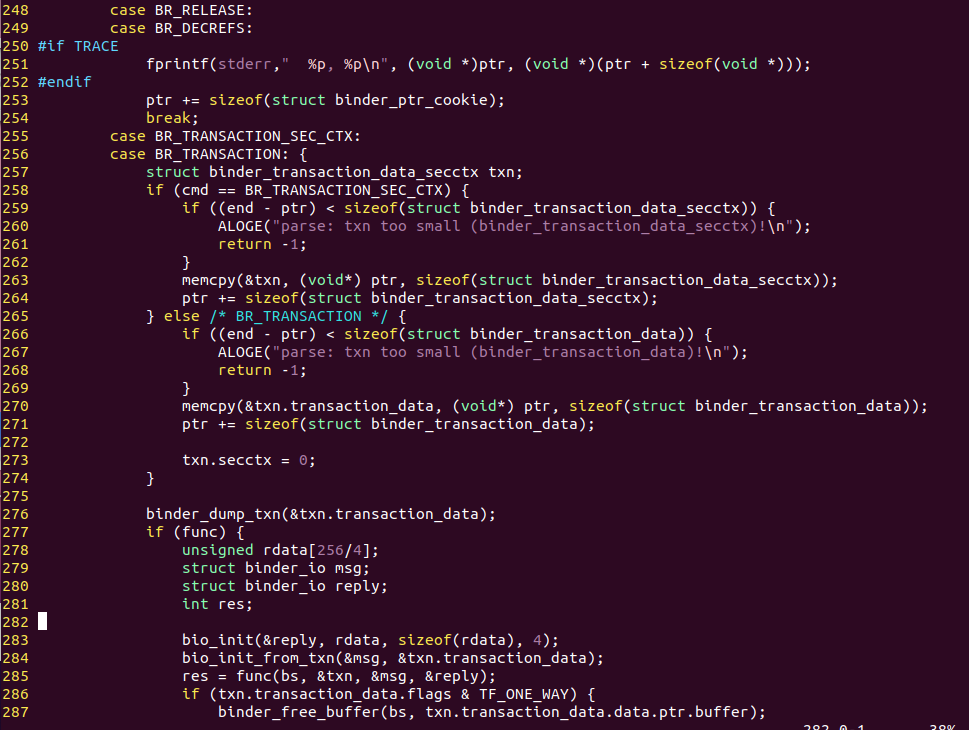 248         case BR_RELEASE:
249         case BR_DECREFS:
250 #if TRACE
251             fprintf(stderr,"  %p, %p\n", (void *)ptr, (void *)(ptr + sizeof(void *)));
252 #endif
253             ptr += sizeof(struct binder_ptr_cookie);
254             break;
255         case BR_TRANSACTION_SEC_CTX:
256         case BR_TRANSACTION: {
257             struct binder_transaction_data_secctx txn;
258             if (cmd == BR_TRANSACTION_SEC_CTX) {
259                 if ((end - ptr) < sizeof(struct binder_transaction_data_secctx)) {
260                     ALOGE("parse: txn too small (binder_transaction_data_secctx)!\n");
261                     return -1;
262                 }
263                 memcpy(&txn, (void*) ptr, sizeof(struct binder_transaction_data_secctx));
264                 ptr += sizeof(struct binder_transaction_data_secctx);
265             } else /* BR_TRANSACTION */ {
266                 if ((end - ptr) < sizeof(struct binder_transaction_data)) {
267                     ALOGE("parse: txn too small (binder_transaction_data)!\n");
268                     return -1;
269                 }
270                 memcpy(&txn.transaction_data, (void*) ptr, sizeof(struct binder_transaction_data));
271                 ptr += sizeof(struct binder_transaction_data);
272
273                 txn.secctx = 0;
274             }
275
276             binder_dump_txn(&txn.transaction_data);
277             if (func) {
278                 unsigned rdata[256/4];
279                 struct binder_io msg;
280                 struct binder_io reply;
281                 int res;
282
283                 bio_init(&reply, rdata, sizeof(rdata), 4);
284                 bio_init_from_txn(&msg, &txn.transaction_data);
285                 res = func(bs, &txn, &msg, &reply);
286                 if (txn.transaction_data.flags & TF_ONE_WAY) {
287                     binder_free_buffer(bs, txn.transaction_data.data.ptr.buffer);
282,0-1 38%